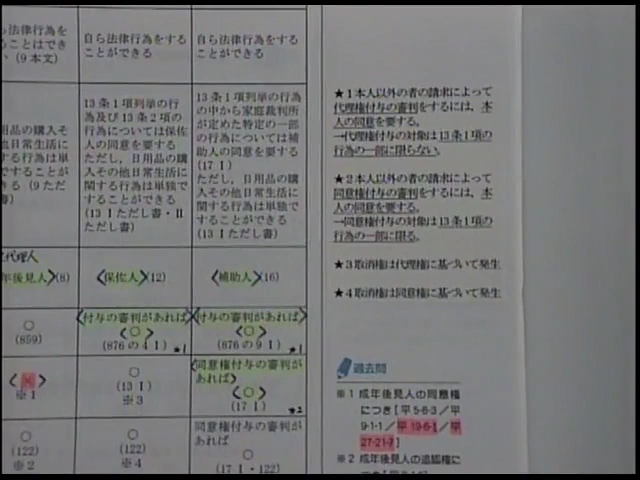 ら法律行為を
ことはでき
い(9本文)
自ら法律行為をする
ことができる
自ら法律行為をする
ことができる
用品の購入そ
他日常生活に
する行為は単
ですることが
できる(9ただ
書)
13条1項列挙の行
為及び13条2項の
行為については保佐
人の同意を要する
ただし、日用品の購
入その他日常生活に
関する行為は単独で
することができる
(13Ⅰただし書・Ⅱ
ただし書)
13条1項列挙の行為
の中から家庭裁判所
が定めた特定の一部
の行為については補
助人の同意を要する
(17Ⅰ)
ただし、日用品の購
入その他日常生活に
関する行為は単独で
することができる
(13Ⅰただし書)
代理人
年後見人》(8)
《保佐人》(12)
《補助人》(16)
○
(859)
《付与の審判があれば》
《○》
(876の4Ⅰ) ★1
《付与の審判があれば》
《○》
(876の9Ⅰ) ★1
《×》
※1
○
(13Ⅰ)
※3
《同意権付与の審判が
あれば》
《○》
(17Ⅰ) ★2
○
(122)
※2
○
(122)
※4
同意権付与の審判が
あれば
○
(17Ⅰ・122)
★1 本人以外の者の請求によって
代理権付与の審判をするには、本
人の同意を要する。
→代理権付与の対象は13条1項の
行為の一部に限らない。
★2 本人以外の者の請求によって
同意権付与の審判をするには、本
人の同意を要する。
→同意権付与の対象は13条1項の
行為の一部に限る。
★3 取消権は代理権に基づいて発生
★4 取消権は同意権に基づいて発生
過去問
※1 成年後見人の同意権
につき[平5-8-3/平
9-1-1/平19-6-1/平
27-21-7]
※2 成年後見人の追認権に